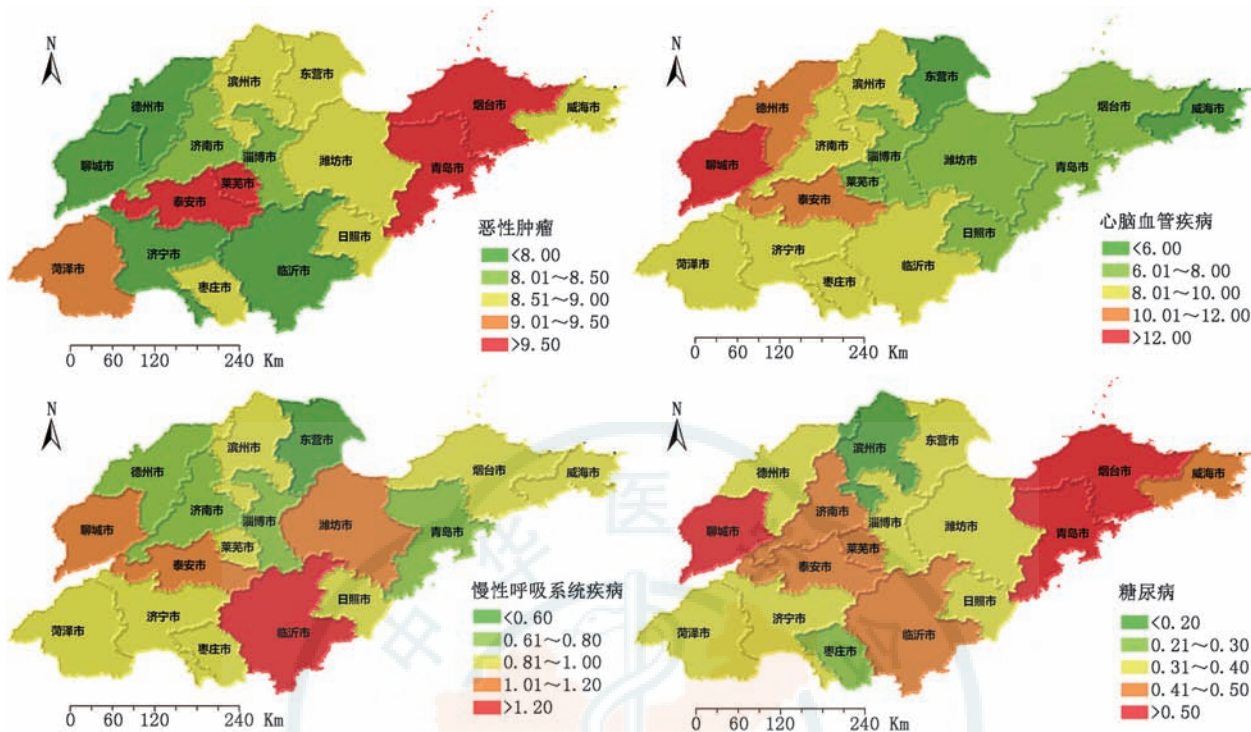 N
滨州市
东营市
德州市
烟台市
威海市
济南市
淄博市
潍坊市
聊城市
青岛市
莱芜市
泰安市
日照市
济宁市
临沂市
菏泽市
枣庄市
恶性肿瘤
<8.00
8.01～8.50
8.51～9.00
9.01～9.50
>9.50
0 60 120 240 Km
N
滨州市
东营市
德州市
烟台市
威海市
济南市
淄博市
潍坊市
聊城市
青岛市
莱芜市
泰安市
日照市
济宁市
临沂市
菏泽市
枣庄市
心脑血管疾病
<6.00
6.01～8.00
8.01～10.00
10.01～12.00
>12.00
0 60 120 240 Km
N
滨州市
东营市
德州市
烟台市
威海市
济南市
淄博市
潍坊市
聊城市
青岛市
莱芜市
泰安市
日照市
济宁市
临沂市
菏泽市
枣庄市
慢性呼吸系统疾病
<0.60
0.61～0.80
0.81～1.00
1.01～1.20
>1.20
0 60 120 240 Km
N
滨州市
东营市
德州市
烟台市
威海市
济南市
淄博市
潍坊市
聊城市
青岛市
莱芜市
泰安市
日照市
济宁市
临沂市
菏泽市
枣庄市
糖尿病
<0.20
0.21～0.30
0.31～0.40
0.41～0.50
>0.50
0 60 120 240 Km
中华医